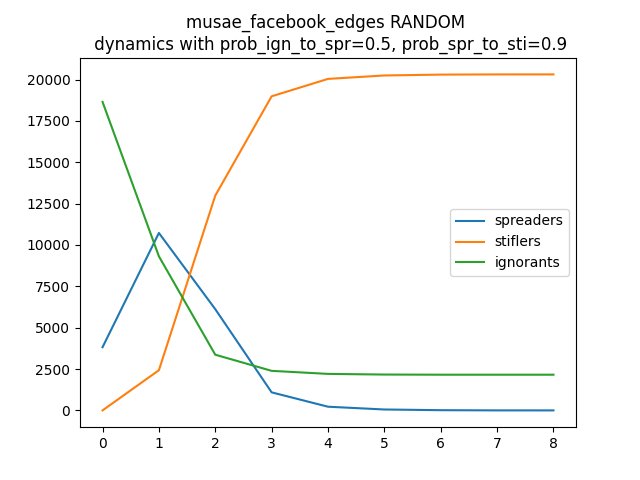 musae_facebook_edges RANDOM
dynamics with prob_ign_to_spr=0.5, prob_spr_to_sti=0.9
20000
17500
15000
12500
10000
7500
5000
2500
0
spreaders
stiflers
ignorants
0 1 2 3 4 5 6 7 8